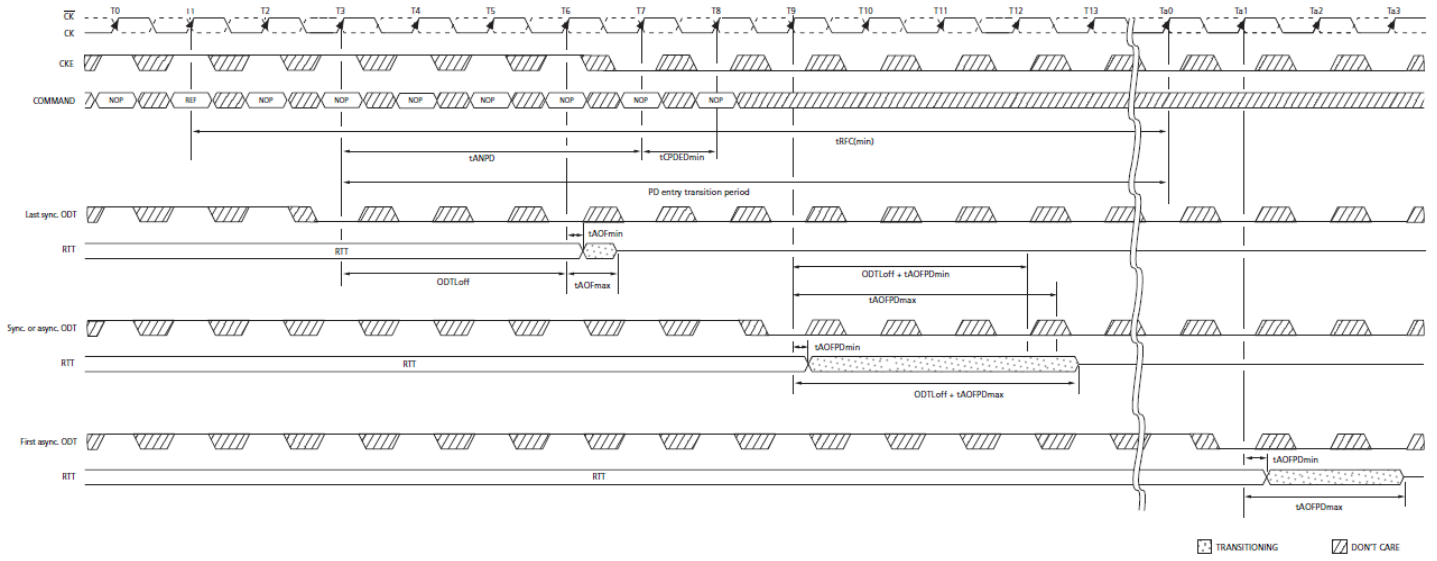 CK T0 T1 T2 T3 T4 T5 T6 T7 T8 T9 T10 T11 T12 T13 Ta0 Ta1 Ta2 Ta3
CK
CKE
COMMAND NOP REF NOP NOP NOP NOP NOP NOP NOP
tRFC(min)
tANPD tCPDEDmin
PD entry transition period
Last sync. ODT
tAOFmin
RTT RTT
ODTLoff tAOFmax
ODTLoff + tAOFPDmin
tAOFPDmax
Sync. or async. ODT
tAOFPDmin
RTT RTT
ODTLoff + tAOFPDmax
First async. ODT
tAOFPDmin
RTT RTT
tAOFPDmax
TRANSITIONING DON'T CARE